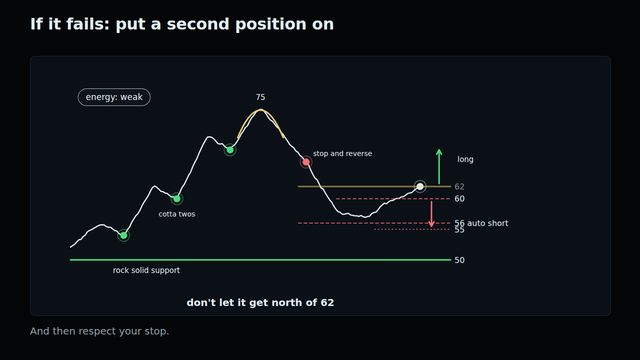 If it fails: put a second position on
energy: weak
75
stop and reverse
long
62
60
cotta twos
56 auto short
55
50
rock solid support
don't let it get north of 62
And then respect your stop.